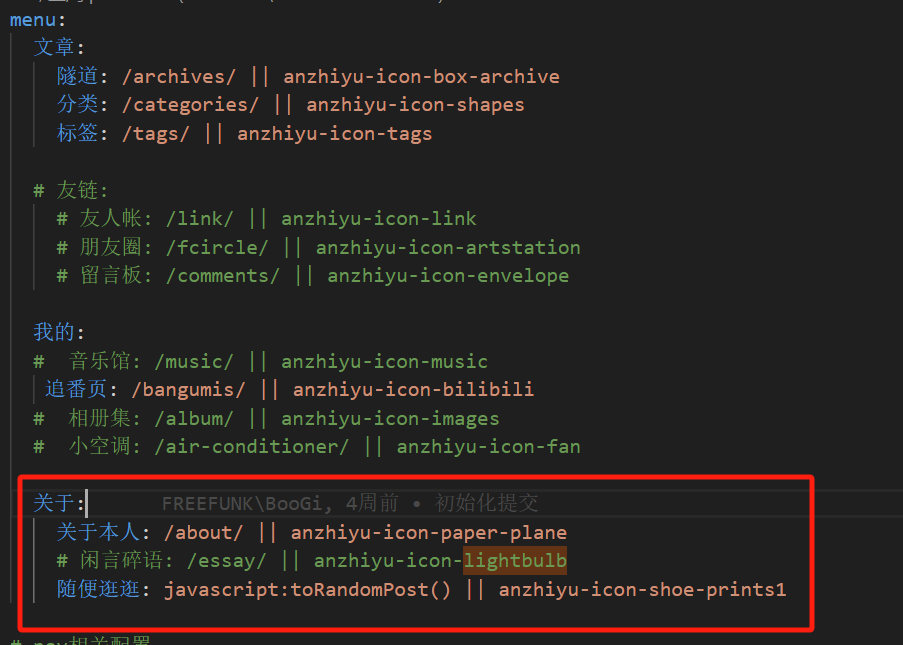 menu:
文章:
隧道: /archives/ || anzhiyu-icon-box-archive
分类: /categories/ || anzhiyu-icon-shapes
标签: /tags/ || anzhiyu-icon-tags
# 友链:
# 友人帐: /link/ || anzhiyu-icon-link
# 朋友圈: /fcircle/ || anzhiyu-icon-artstation
# 留言板: /comments/ || anzhiyu-icon-envelope
我的:
# 音乐馆: /music/ || anzhiyu-icon-music
追番页: /bangumis/ || anzhiyu-icon-bilibili
# 相册集: /album/ || anzhiyu-icon-images
# 小空调: /air-conditioner/ || anzhiyu-icon-fan
关于: FREEFUNK\BooGi, 4周前 • 初始化提交
关于本人: /about/ || anzhiyu-icon-paper-plane
# 闲言碎语: /essay/ || anzhiyu-icon-lightbulb
随便逛逛: javascript:toRandomPost() || anzhiyu-icon-shoe-prints1
# nav相关配置